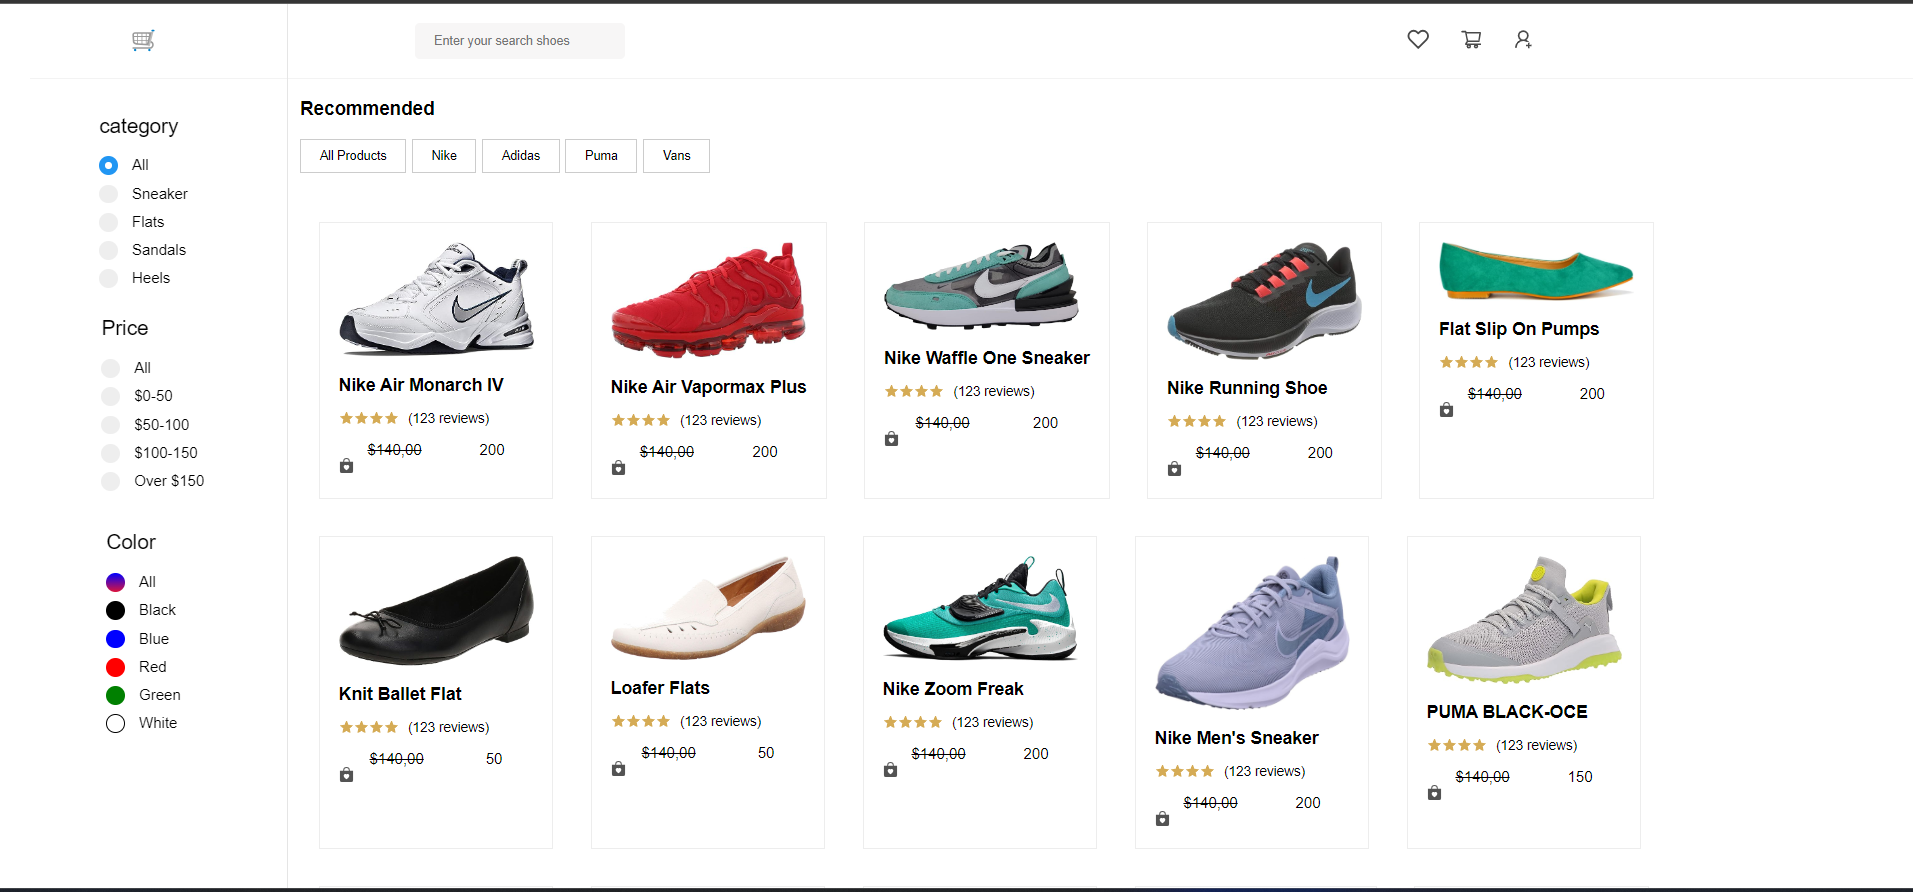 Enter your search shoes
category
All
Sneaker
Flats
Sandals
Heels
Price
All
$0-50
$50-100
$100-150
Over $150
Color
All
Black
Blue
Red
Green
White
Recommended
All Products
Nike
Adidas
Puma
Vans
Nike Air Monarch IV
(123 reviews)
$140,00 200
Nike Air Vapormax Plus
(123 reviews)
$140,00 200
Nike Waffle One Sneaker
(123 reviews)
$140,00 200
Nike Running Shoe
(123 reviews)
$140,00 200
Flat Slip On Pumps
(123 reviews)
$140,00 200
Knit Ballet Flat
(123 reviews)
$140,00 50
Loafer Flats
(123 reviews)
$140,00 50
Nike Zoom Freak
(123 reviews)
$140,00 200
Nike Men's Sneaker
(123 reviews)
$140,00 200
PUMA BLACK-OCE
(123 reviews)
$140,00 150